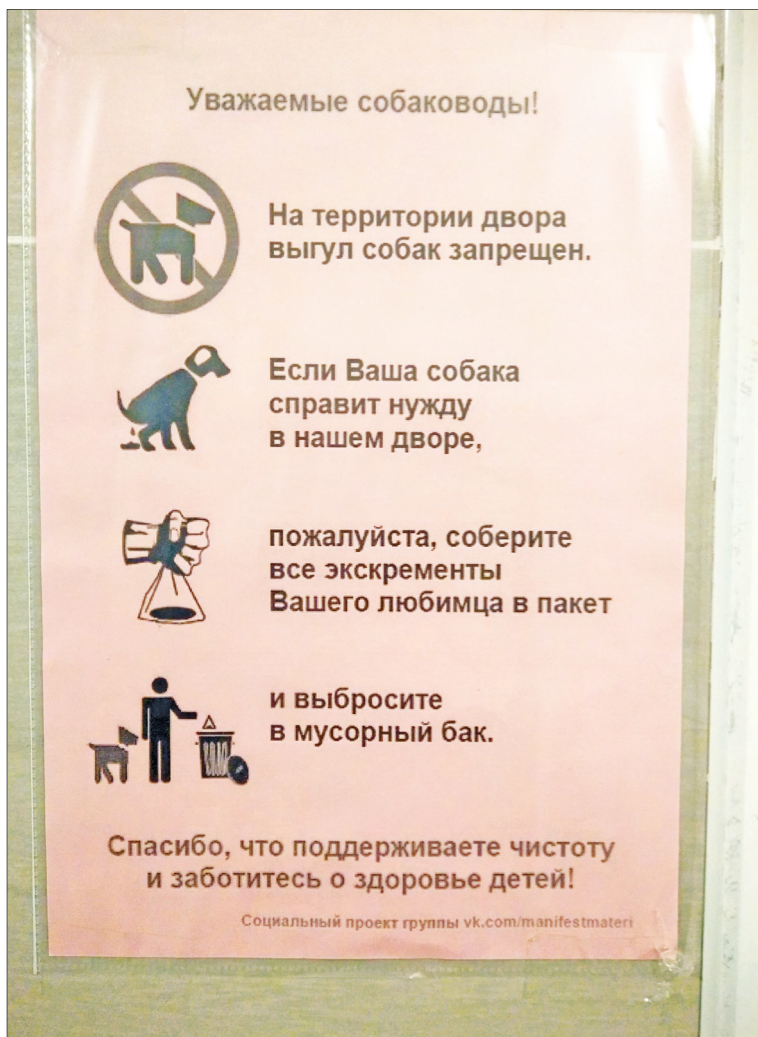 Уважаемые собаководы!
На территории двора
выгул собак запрещен.
Если Ваша собака
справит нужду
в нашем дворе,
пожалуйста, соберите
все экскременты
Вашего любимца в пакет
и выбросите
в мусорный бак.
Спасибо, что поддерживаете чистоту
и заботитесь о здоровье детей!
Социальный проект группы vk.com/manifestmateri